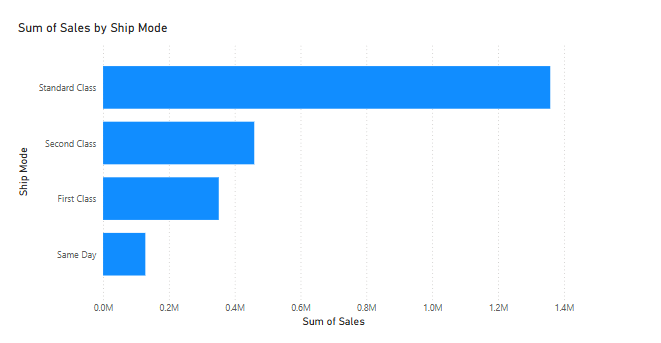 Sum of Sales by Ship Mode
Standard Class
Second Class
First Class
Same Day
Ship Mode
0.0M 0.2M 0.4M 0.6M 0.8M 1.0M 1.2M 1.4M
Sum of Sales